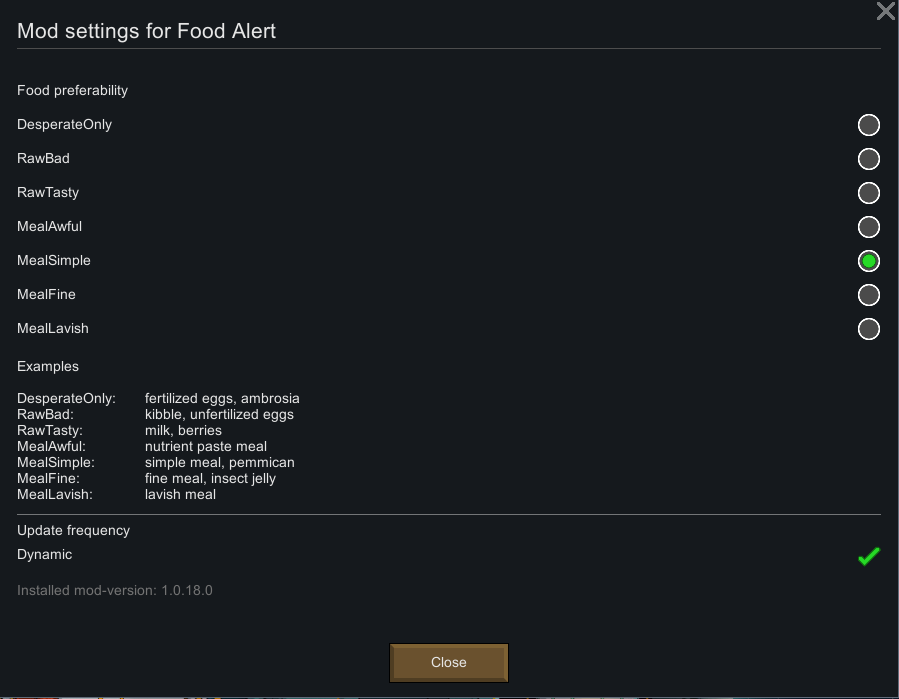 Mod settings for Food Alert
Food preferability
DesperateOnly
RawBad
RawTasty
MealAwful
MealSimple
MealFine
MealLavish
Examples
DesperateOnly: fertilized eggs, ambrosia
RawBad: kibble, unfertilized eggs
RawTasty: milk, berries
MealAwful: nutrient paste meal
MealSimple: simple meal, pemmican
MealFine: fine meal, insect jelly
MealLavish: lavish meal
Update frequency
Dynamic
Installed mod-version: 1.0.18.0
Close